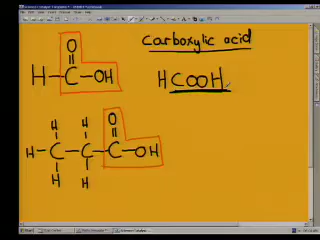 carboxylic acid
O
H-C-OH
HCOOH
H H O
H-C-C-C-OH
H H